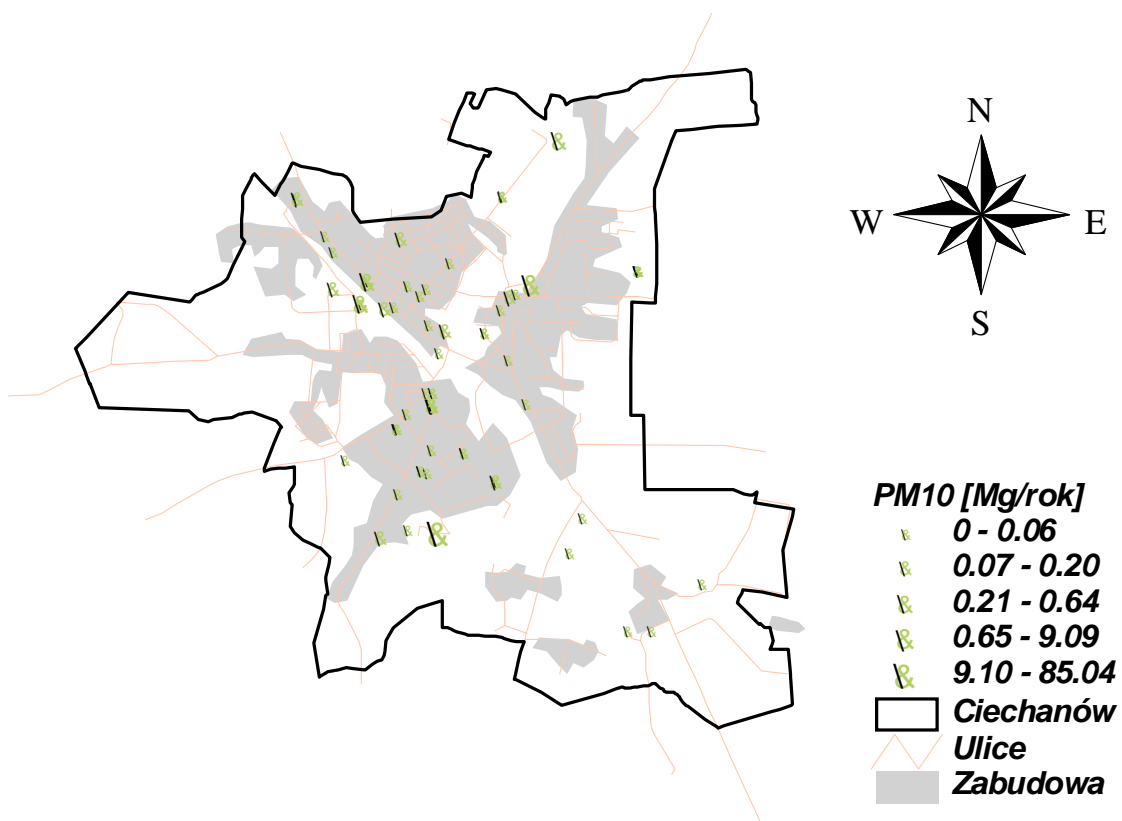 N
W E
S
PM10 [Mg/rok]
0 - 0.06
0.07 - 0.20
0.21 - 0.64
0.65 - 9.09
9.10 - 85.04
Ciechanów
Ulice
Zabudowa